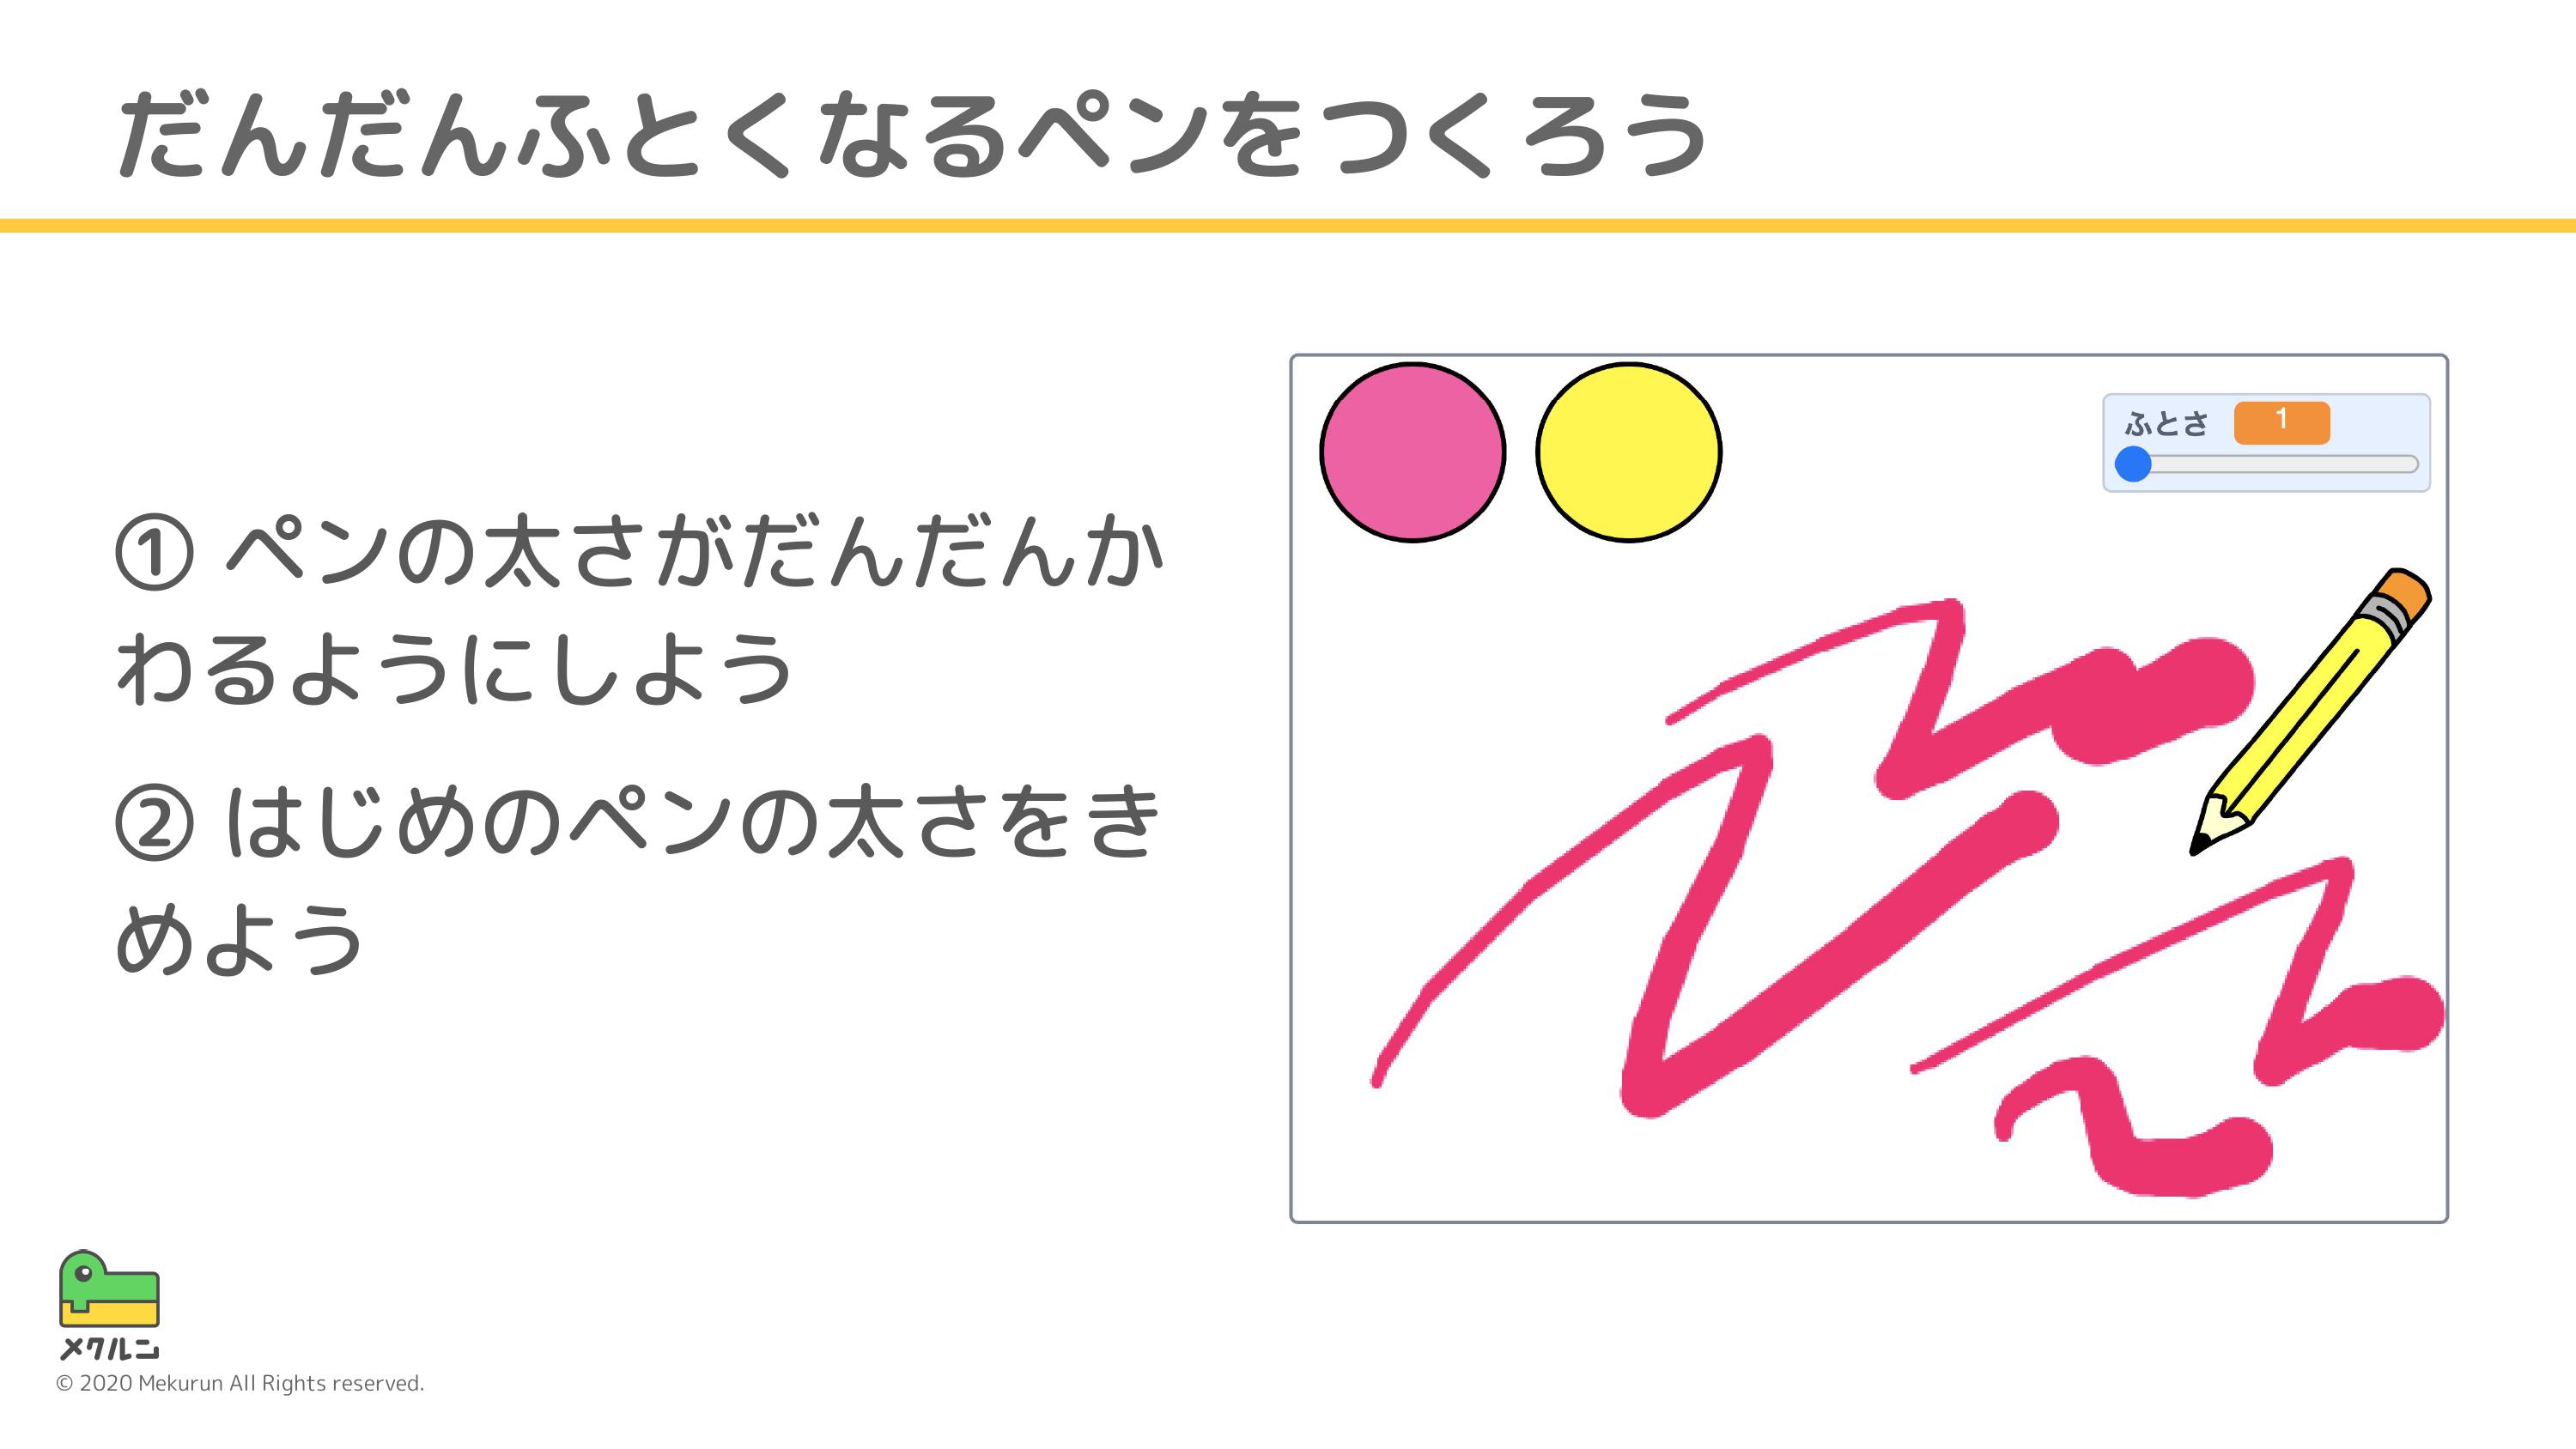 だんだんふとくなるペンをつくろう
① ペンの太さがだんだんか
わるようにしよう
② はじめのペンの太さをき
めよう
ふとさ 1
メクルン
© 2020 Mekurun All Rights reserved.